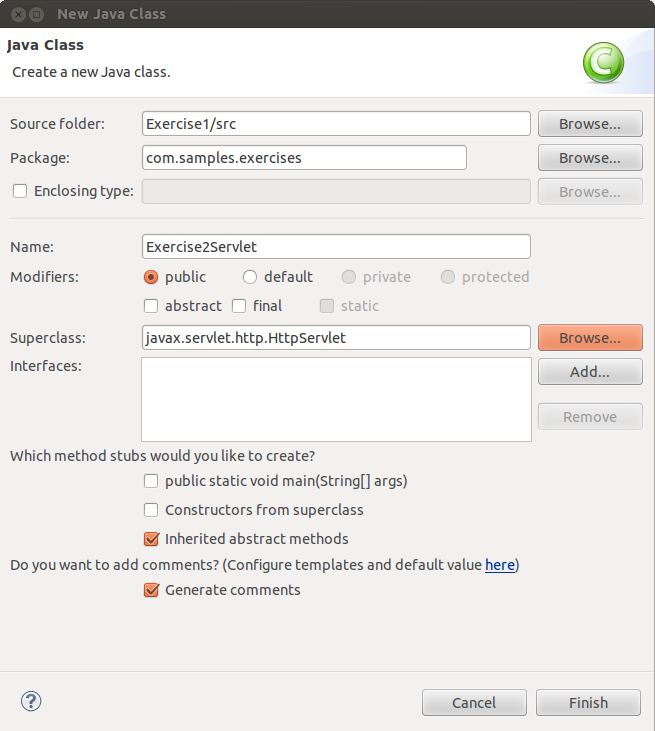 New Java Class
Java Class
Create a new Java class.
C
Source folder: Exercise1/src Browse...
Package: com.samples.exercises Browse...
Enclosing type: Browse...
Name: Exercise2Servlet
Modifiers: public default private protected
abstract final static
Superclass: javax.servlet.http.HttpServlet Browse...
Interfaces: Add...
Remove
Which method stubs would you like to create?
public static void main(String[] args)
Constructors from superclass
Inherited abstract methods
Do you want to add comments? (Configure templates and default value here)
Generate comments
? Cancel Finish